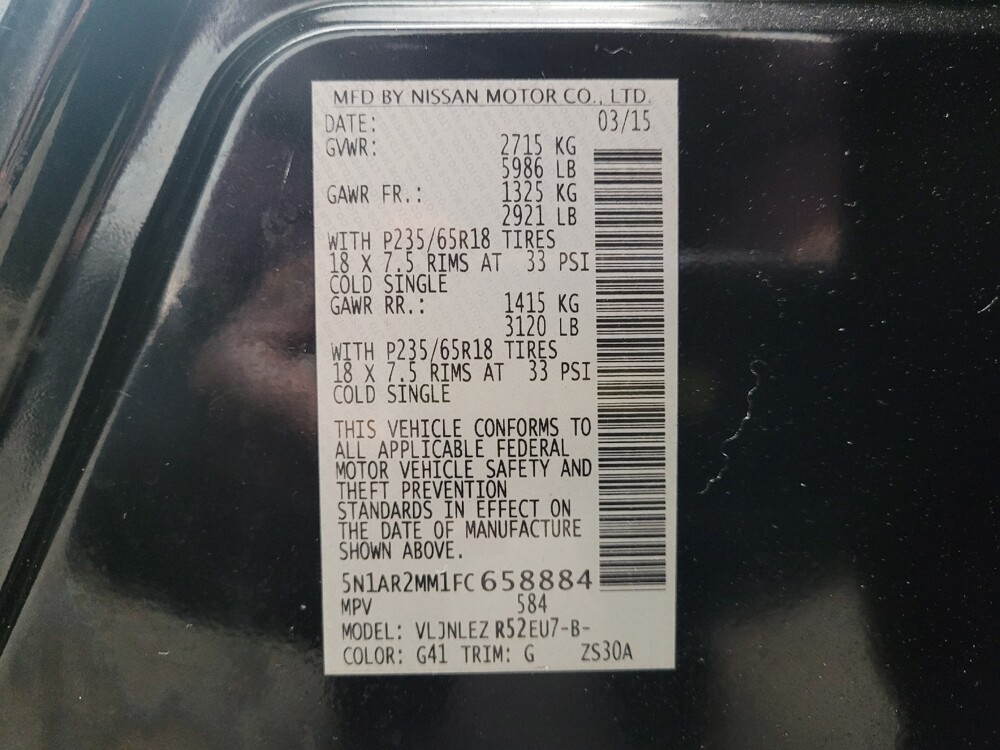 MFD BY NISSAN MOTOR CO., LTD.
DATE: 03/15
GVWR: 2715 KG
5986 LB
GAWR FR.: 1325 KG
2921 LB
WITH P235/65R18 TIRES
18 X 7.5 RIMS AT 33 PSI
COLD SINGLE
GAWR RR.: 1415 KG
3120 LB
WITH P235/65R18 TIRES
18 X 7.5 RIMS AT 33 PSI
COLD SINGLE
THIS VEHICLE CONFORMS TO
ALL APPLICABLE FEDERAL
MOTOR VEHICLE SAFETY AND
THEFT PREVENTION
STANDARDS IN EFFECT ON
THE DATE OF MANUFACTURE
SHOWN ABOVE.
5N1AR2MM1FC658884
MPV 584
MODEL: VLJNLEZ R52EU7-B-
COLOR: G41 TRIM: G ZS30A